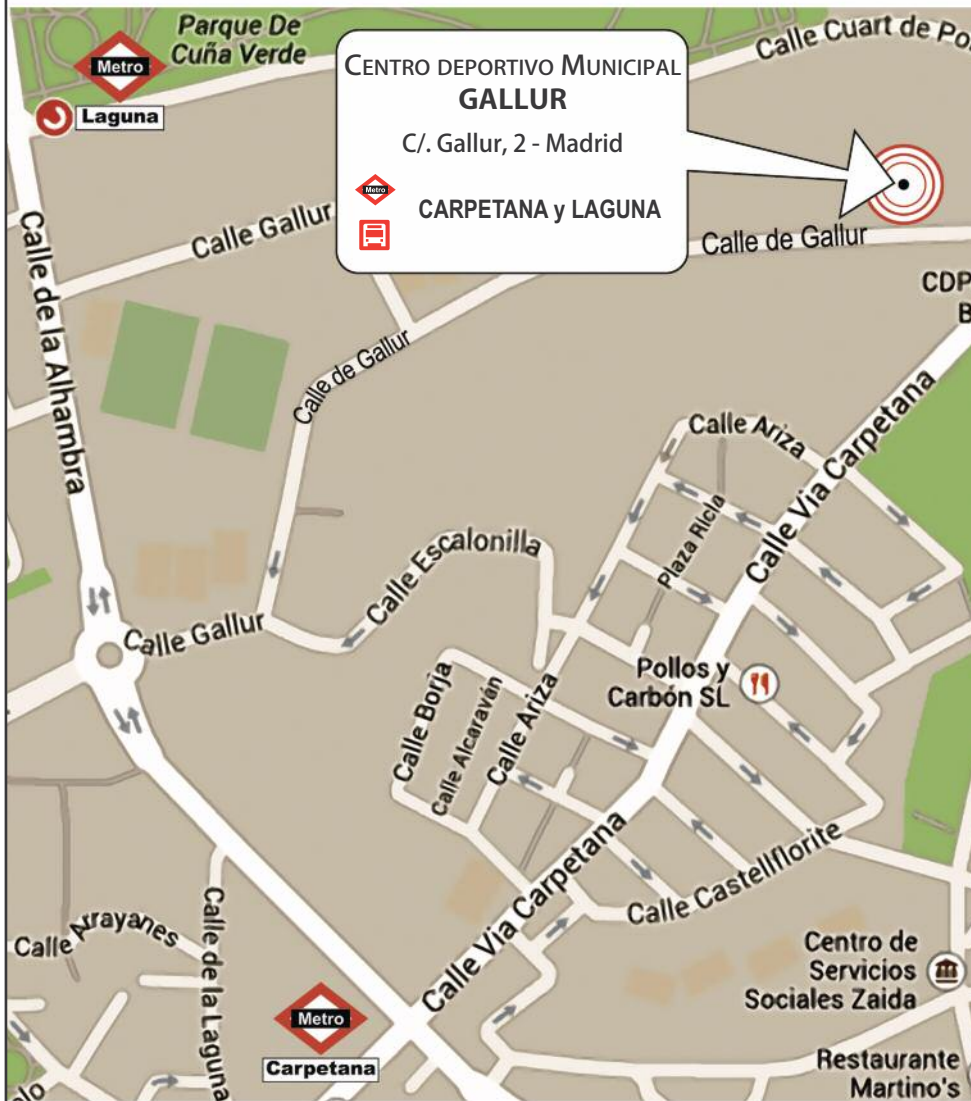 Parque De
Cuña Verde
Metro
Laguna
CENTRO DEPORTIVO MUNICIPAL
GALLUR
C/. Gallur, 2 - Madrid
Metro
CARPETANA y LAGUNA
Calle Cuart de Po
Calle de la Alhambra
Calle Gallur
Calle de Gallur
CDP
B
Calle de Gallur
Calle Ariza
Calle Via Carpetana
Plaza Ricla
Calle Escalonilla
Calle Gallur
Calle Borja
Calle Alcaraván
Calle Ariza
Pollos y
Carbón SL
Calle Via Carpetana
Calle Castellflorite
Calle Arrayanes
Calle de la Laguna
Centro de
Servicios
Sociales Zaida
Metro
Carpetana
Restaurante
Martino's
elo